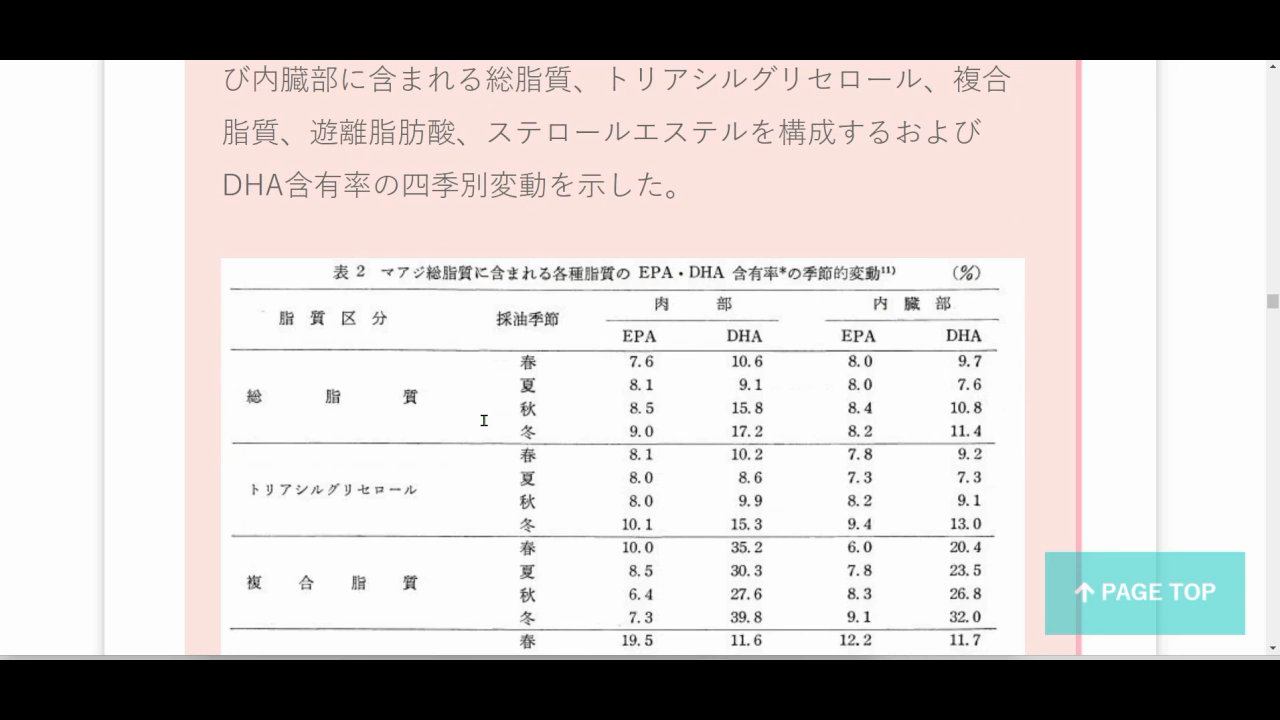 び内臓部に含まれる総脂質、トリアシルグリセロール、複合
脂質、遊離脂肪酸、ステロールエステルを構成するおよび
DHA含有率の四季別変動を示した。
表 2 マアジ総脂質に含まれる各種脂質の EPA・DHA 含有率*の季節的変動¹¹⁾ (%)
脂質区分 採油季節 肉部 内臓部
EPA DHA EPA DHA
総脂質
春 7.6 10.6 8.0 9.7
夏 8.1 9.1 8.0 7.6
秋 8.5 15.8 8.4 10.8
冬 9.0 17.2 8.2 11.4
トリアシルグリセロール
春 8.1 10.2 7.8 9.2
夏 8.0 8.6 7.3 7.3
秋 8.0 9.9 8.2 9.1
冬 10.1 15.3 9.4 13.0
複合脂質
春 10.0 35.2 6.0 20.4
夏 8.5 30.3 7.8 23.5
秋 6.4 27.6 8.3 26.8
冬 7.3 39.8 9.1 32.0
春 19.5 11.6 12.2 11.7
↑ PAGE TOP